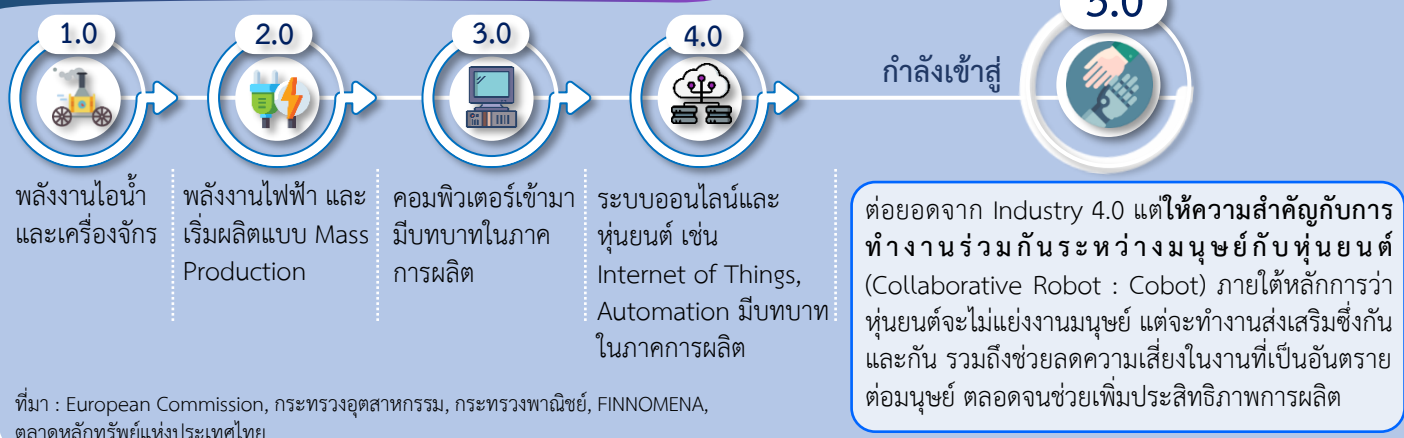 1.0
2.0
3.0
4.0
5.0
กำลังเข้าสู่
พลังงานไอน้ำ
และเครื่องจักร
พลังงานไฟฟ้า และ
เริ่มผลิตแบบ Mass
Production
คอมพิวเตอร์เข้ามา
มีบทบาทในภาค
การผลิต
ระบบออนไลน์และ
หุ่นยนต์ เช่น
Internet of Things,
Automation มีบทบาท
ในภาคการผลิต
ต่อยอดจาก Industry 4.0 แต่ให้ความสำคัญกับการ
ทำงานร่วมกันระหว่างมนุษย์กับหุ่นยนต์
(Collaborative Robot : Cobot) ภายใต้หลักการว่า
หุ่นยนต์จะไม่แย่งงานมนุษย์ แต่จะทำงานส่งเสริมซึ่งกัน
และกัน รวมถึงช่วยลดความเสี่ยงในงานที่เป็นอันตราย
ต่อมนุษย์ ตลอดจนช่วยเพิ่มประสิทธิภาพการผลิต
ที่มา : European Commission, กระทรวงอุตสาหกรรม, กระทรวงพาณิชย์, FINNOMENA,
ตลาดหลักทรัพย์แห่งประเทศไทย